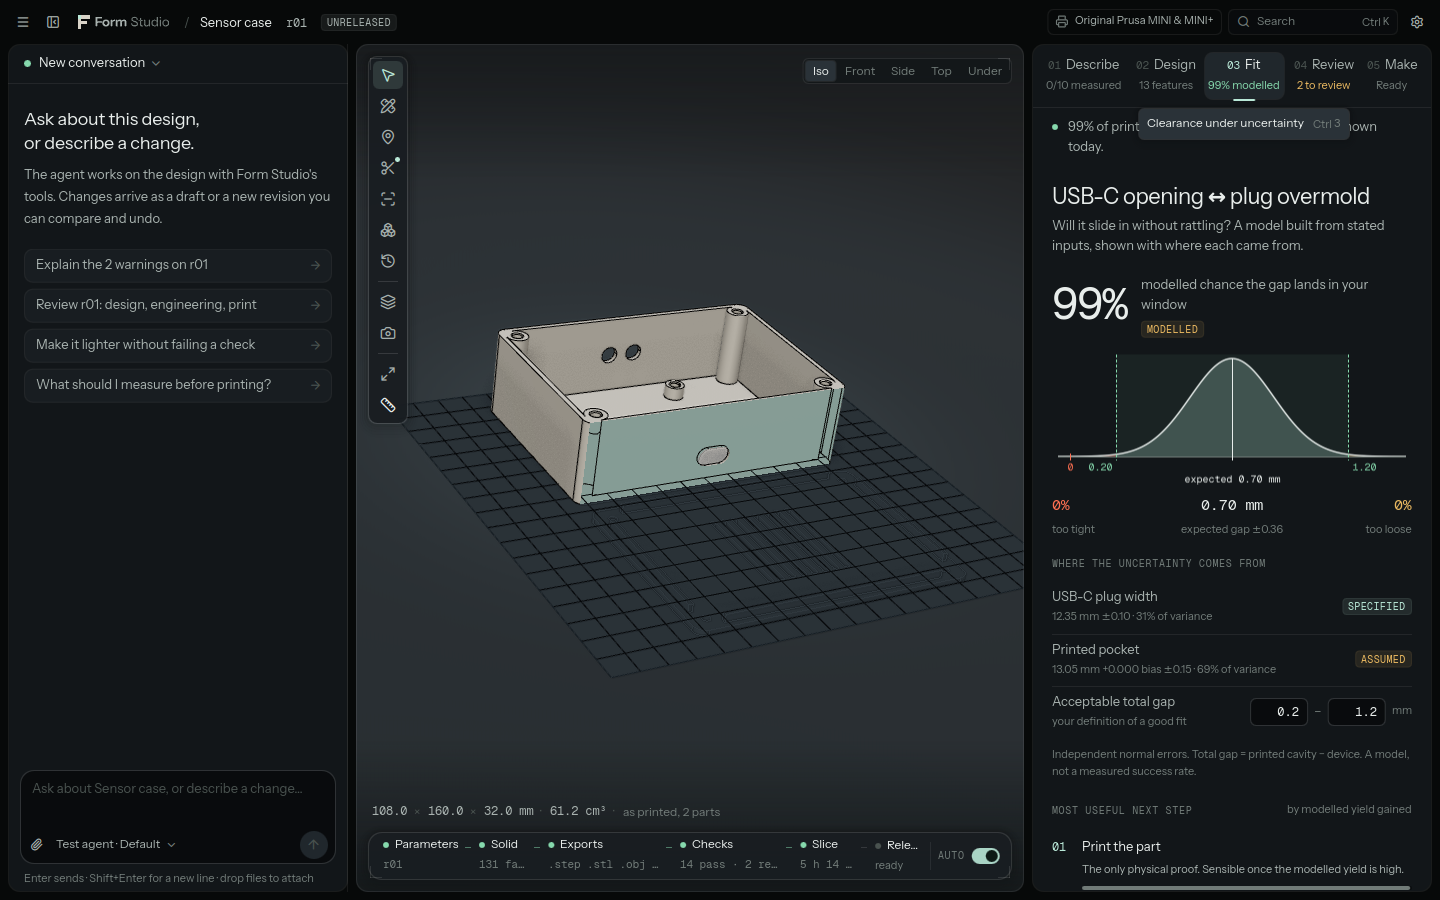 Form Studio / Sensor case r01 UNRELEASED
Original Prusa MINI & MINI+
Search Ctrl K
New conversation
Ask about this design,
or describe a change.
The agent works on the design with Form Studio's
tools. Changes arrive as a draft or a new revision you
can compare and undo.
Explain the 2 warnings on r01
Review r01: design, engineering, print
Make it lighter without failing a check
What should I measure before printing?
Ask about Sensor case, or describe a change...
Test agent · Default
Enter sends · Shift+Enter for a new line · drop files to attach
Iso Front Side Top Under
108.0 × 160.0 × 32.0 mm · 61.2 cm³ · as printed, 2 parts
Parameters Solid Exports Checks Slice Rele...
r01 131 fa... .step .stl .obj ... 14 pass · 2 re... 5 h 14 ... ready
AUTO
01 Describe 02 Design 03 Fit 04 Review 05 Make
0/10 measured 13 features 99% modelled 2 to review Ready
Clearance under uncertainty Ctrl 3
99% of print
today.
USB-C opening ↔ plug overmold
Will it slide in without rattling? A model built from stated
inputs, shown with where each came from.
99% modelled chance the gap lands in your
window
MODELLED
0 0.20 1.20
expected 0.70 mm
0% 0.70 mm 0%
too tight expected gap ±0.36 too loose
WHERE THE UNCERTAINTY COMES FROM
USB-C plug width SPECIFIED
12.35 mm ±0.10 · 31% of variance
Printed pocket ASSUMED
13.05 mm +0.000 bias ±0.15 · 69% of variance
Acceptable total gap 0.2 – 1.2 mm
your definition of a good fit
Independent normal errors. Total gap = printed cavity − device. A model,
not a measured success rate.
MOST USEFUL NEXT STEP by modelled yield gained
01 Print the part
The only physical proof. Sensible once the modelled yield is high.